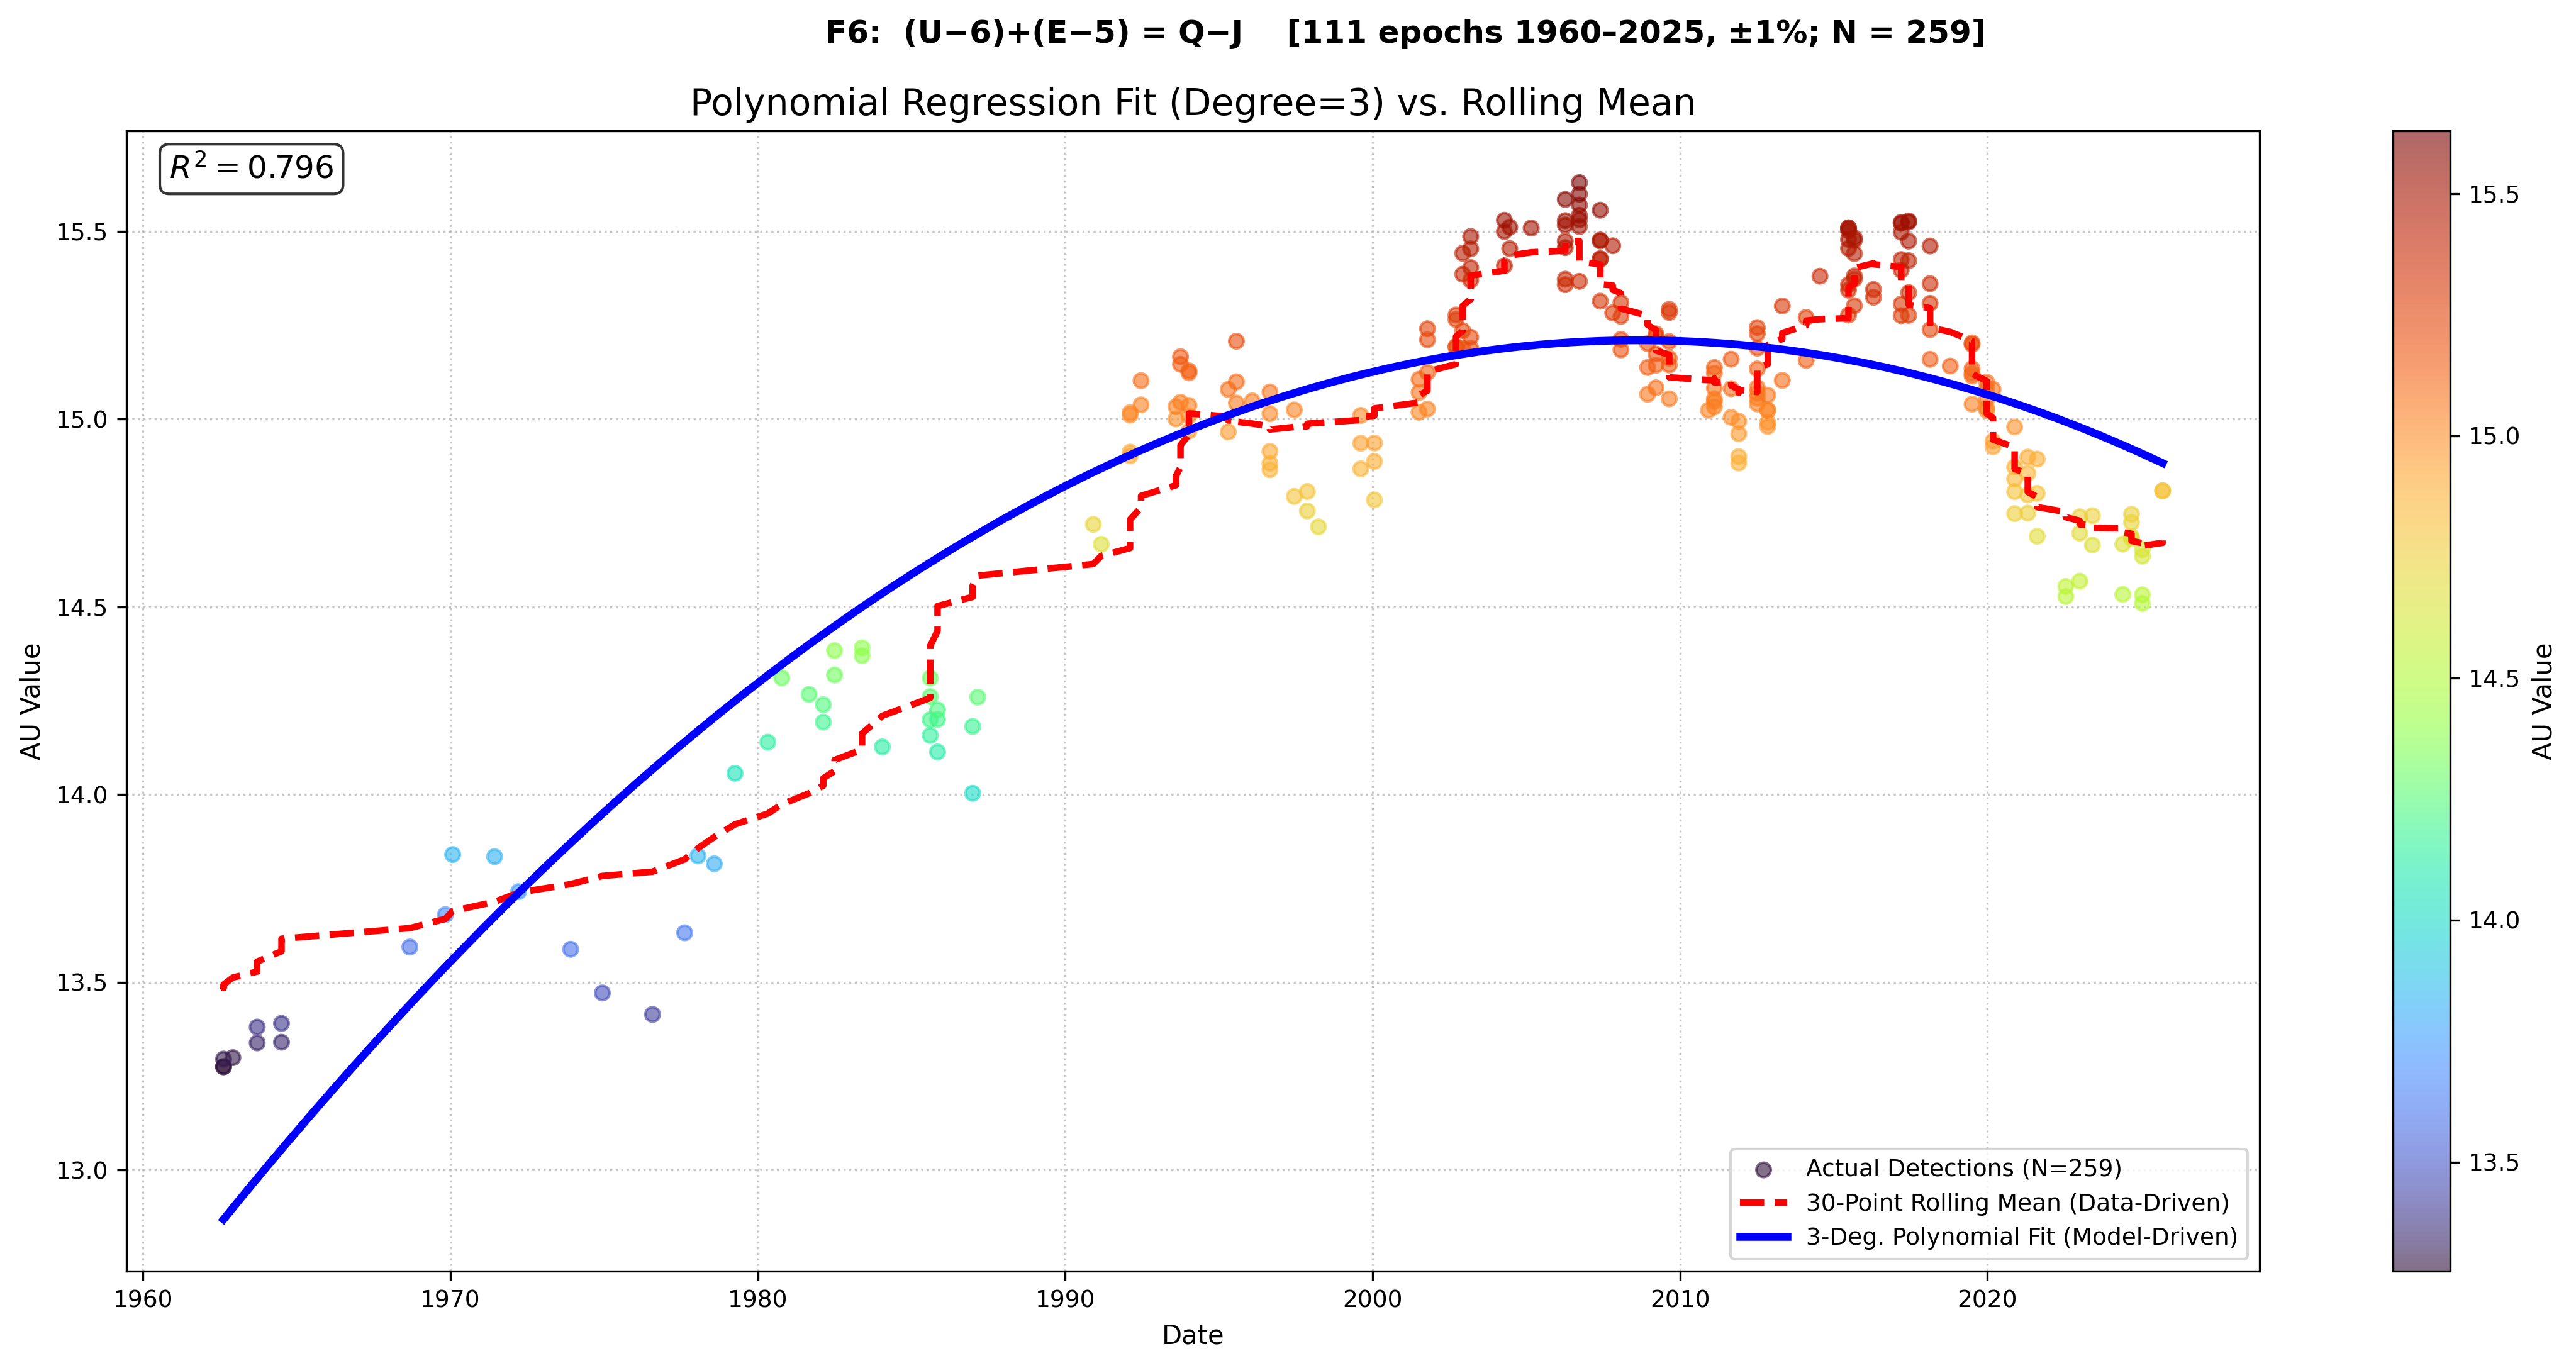 F6:  (U−6)+(E−5) = Q−J    [111 epochs 1960–2025, ±1%; N = 259]
Polynomial Regression Fit (Degree=3) vs. Rolling Mean
R² = 0.796
15.5
15.0
14.5
14.0
13.5
13.0
AU Value
1960
1970
1980
1990
2000
2010
2020
Date
Actual Detections (N=259)
30-Point Rolling Mean (Data-Driven)
3-Deg. Polynomial Fit (Model-Driven)
15.5
15.0
14.5
14.0
13.5
AU Value